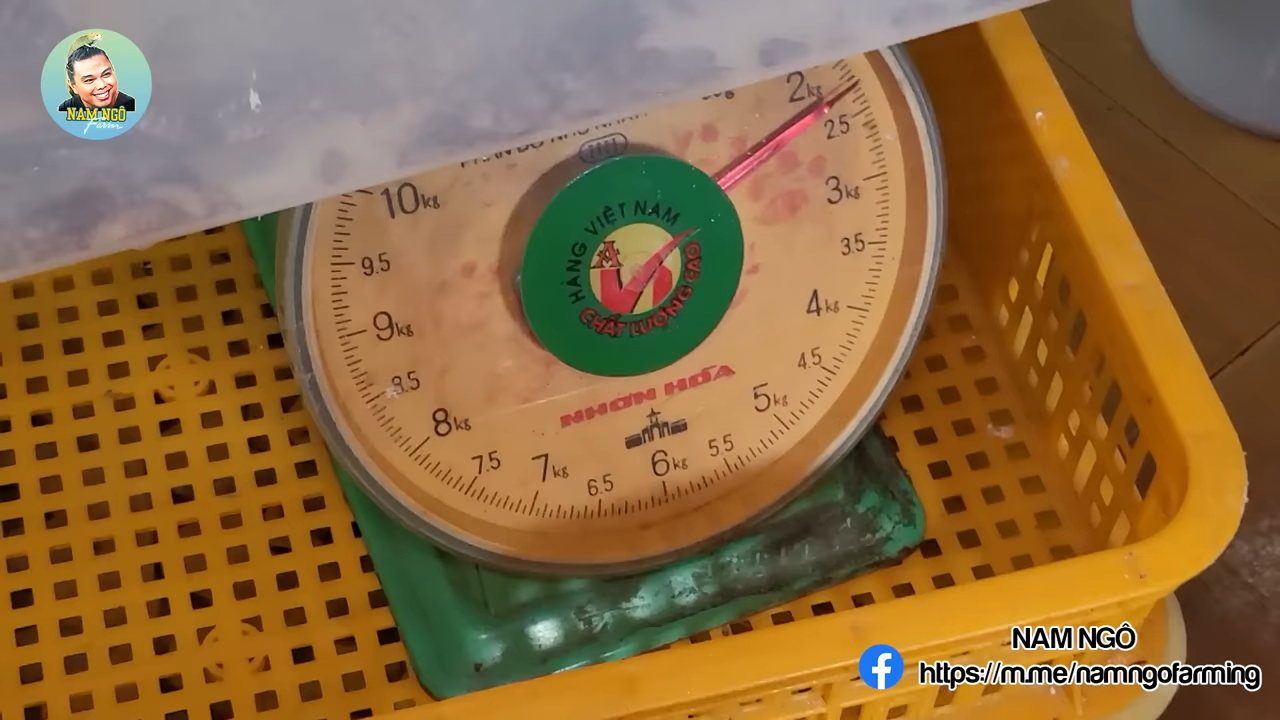 NAM NGÔ
Farm
2kg
2.5
3kg
3.5
4kg
4.5
5kg
5.5
6kg
6.5
7kg
7.5
8kg
8.5
9kg
9.5
10kg
HÀNG VIỆT NAM
CHẤT LƯỢNG CAO
NHƠN HÓA
NAM NGÔ
https://m.me/namngofarming